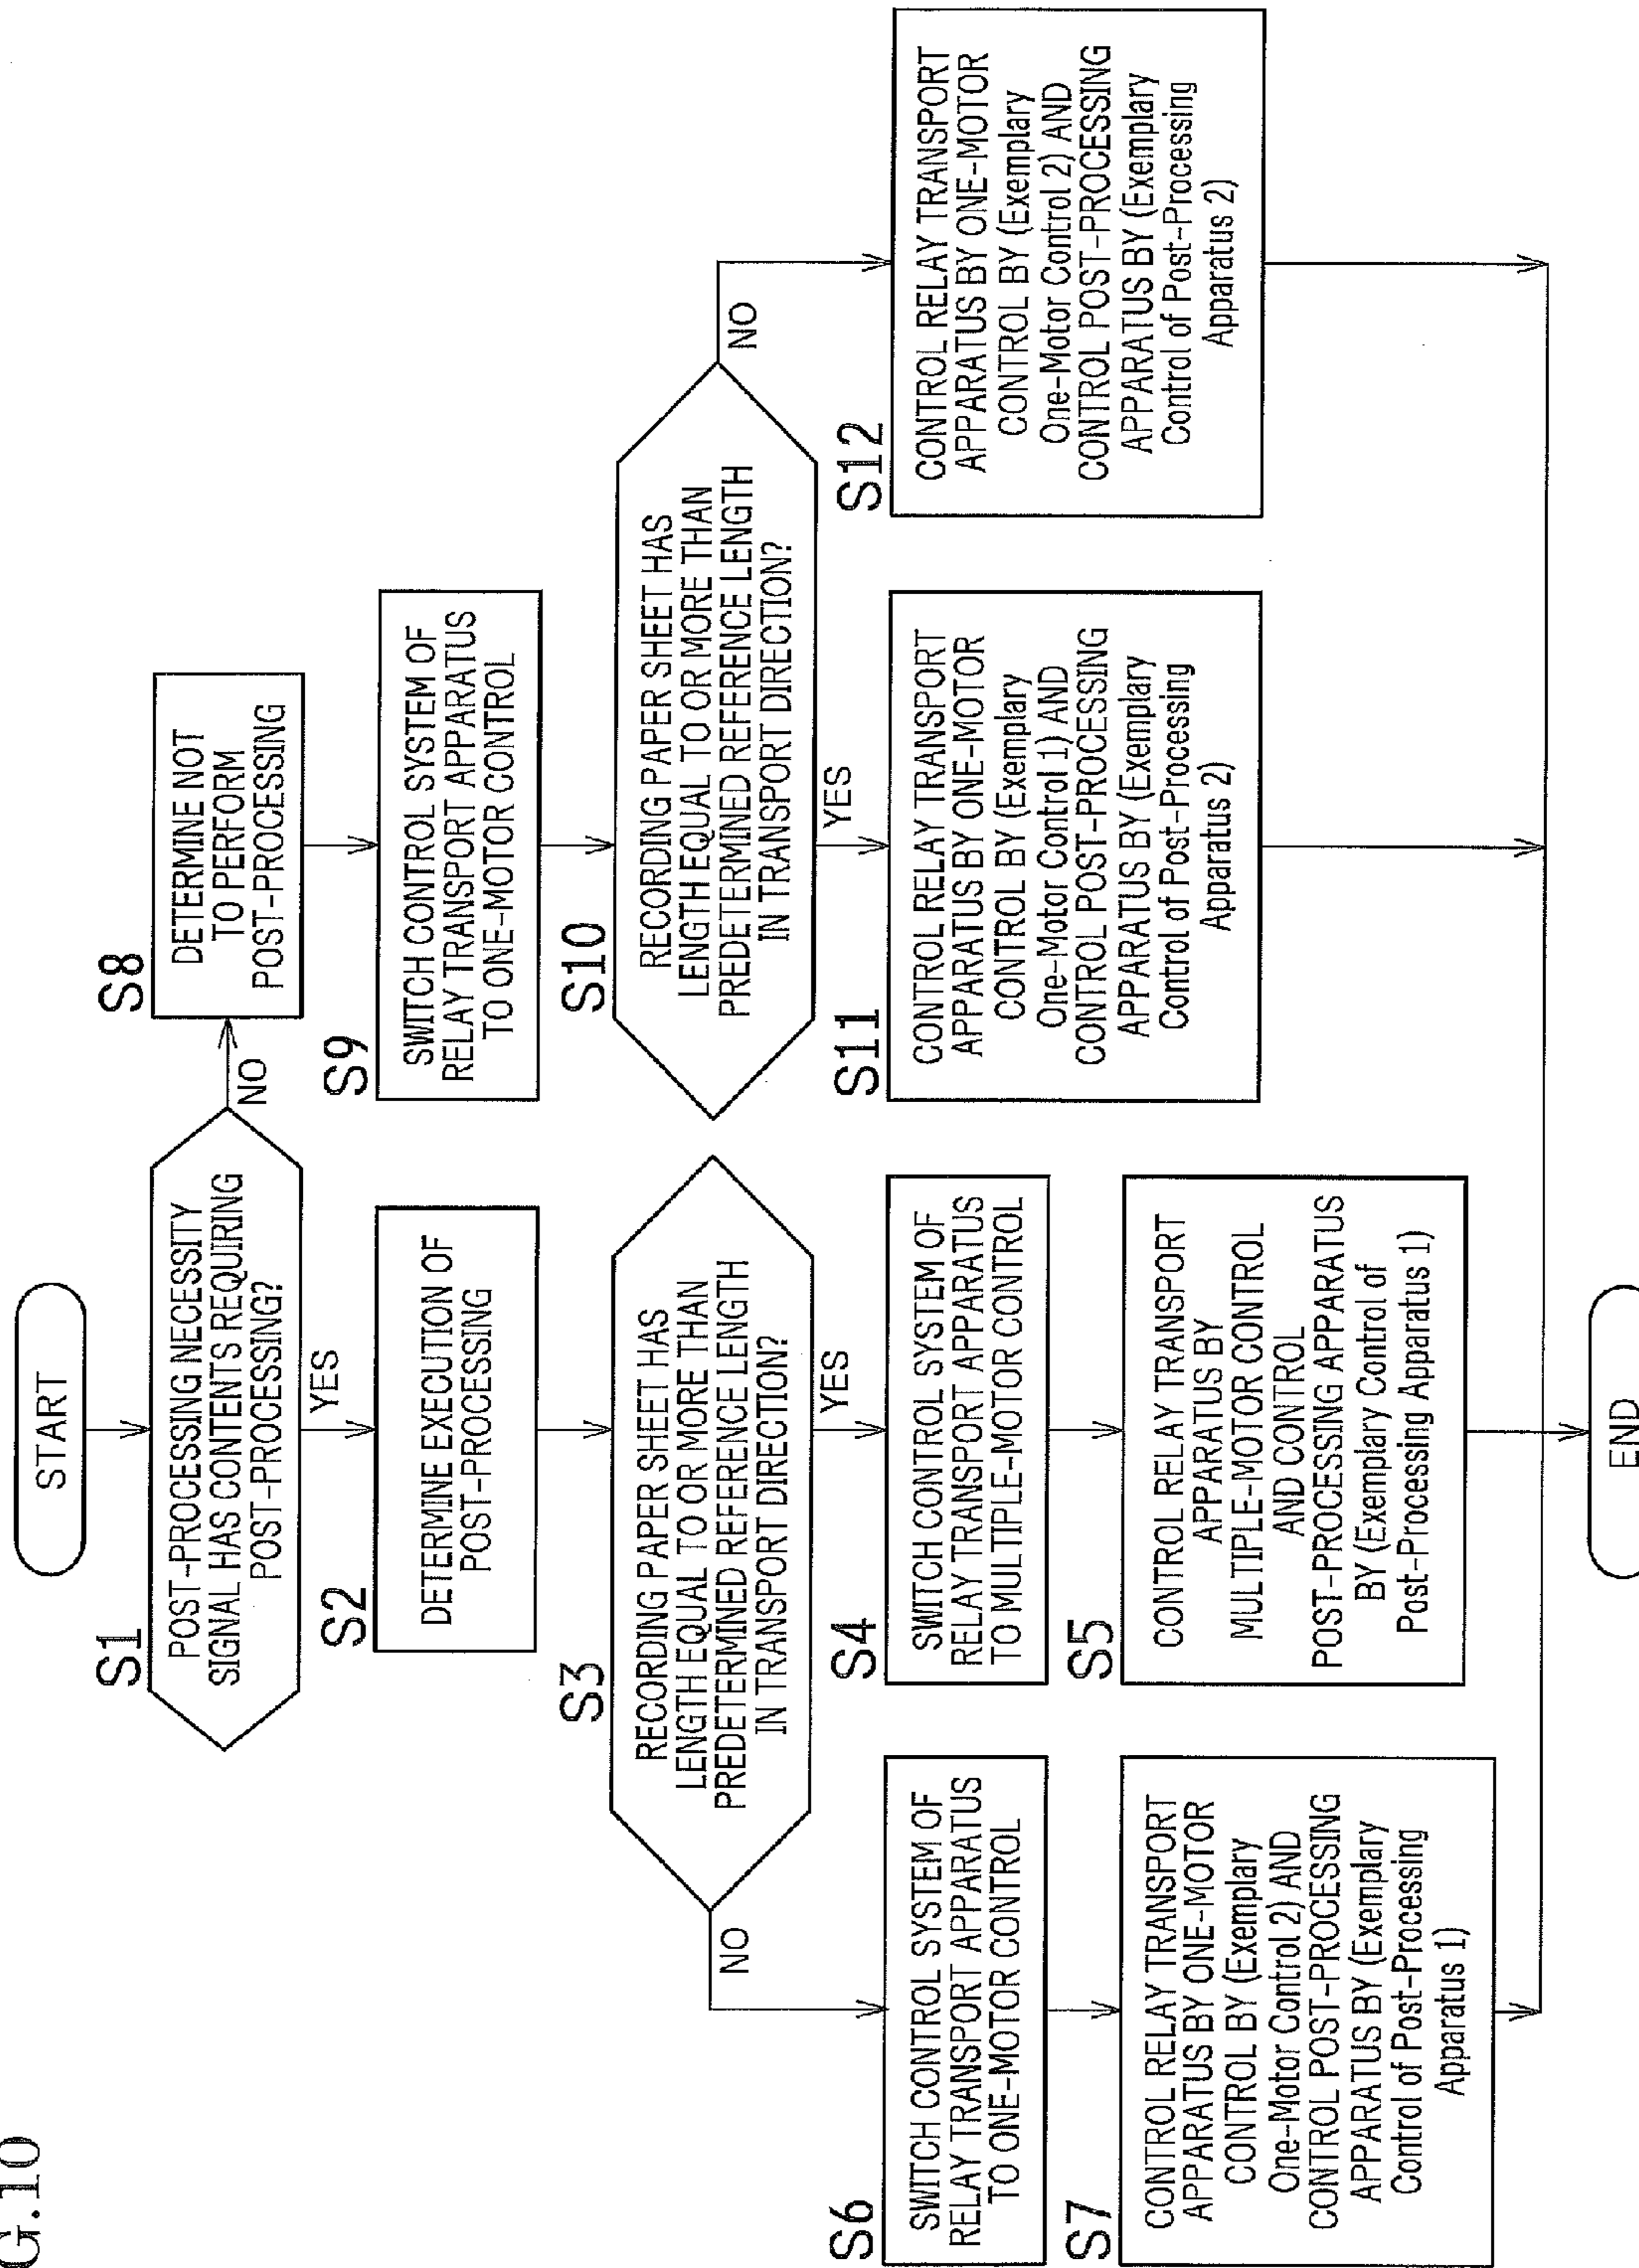 G.10
START
S1
POST-PROCESSING NECESSITY
SIGNAL HAS CONTENTS REQUIRING
POST-PROCESSING?
NO
YES
S2
DETERMINE EXECUTION OF
POST-PROCESSING
S3
RECORDING PAPER SHEET HAS
LENGTH EQUAL TO OR MORE THAN
PREDETERMINED REFERENCE LENGTH
IN TRANSPORT DIRECTION?
NO
YES
S4
SWITCH CONTROL SYSTEM OF
RELAY TRANSPORT APPARATUS
TO MULTIPLE-MOTOR CONTROL
S5
CONTROL RELAY TRANSPORT
APPARATUS BY
MULTIPLE-MOTOR CONTROL
AND CONTROL
POST-PROCESSING APPARATUS
BY (Exemplary Control of
Post-Processing Apparatus 1)
S6
SWITCH CONTROL SYSTEM OF
RELAY TRANSPORT APPARATUS
TO ONE-MOTOR CONTROL
S7
CONTROL RELAY TRANSPORT
APPARATUS BY ONE-MOTOR
CONTROL BY (Exemplary
One-Motor Control 2) AND
CONTROL POST-PROCESSING
APPARATUS BY (Exemplary
Control of Post-Processing
Apparatus 1)
S8
DETERMINE NOT
TO PERFORM
POST-PROCESSING
S9
SWITCH CONTROL SYSTEM OF
RELAY TRANSPORT APPARATUS
TO ONE-MOTOR CONTROL
S10
RECORDING PAPER SHEET HAS
LENGTH EQUAL TO OR MORE THAN
PREDETERMINED REFERENCE LENGTH
IN TRANSPORT DIRECTION?
NO
YES
S11
CONTROL RELAY TRANSPORT
APPARATUS BY ONE-MOTOR
CONTROL BY (Exemplary
One-Motor Control 1) AND
CONTROL POST-PROCESSING
APPARATUS BY (Exemplary
Control of Post-Processing
Apparatus 2)
S12
CONTROL RELAY TRANSPORT
APPARATUS BY ONE-MOTOR
CONTROL BY (Exemplary
One-Motor Control 2) AND
CONTROL POST-PROCESSING
APPARATUS BY (Exemplary
Control of Post-Processing
Apparatus 2)
END